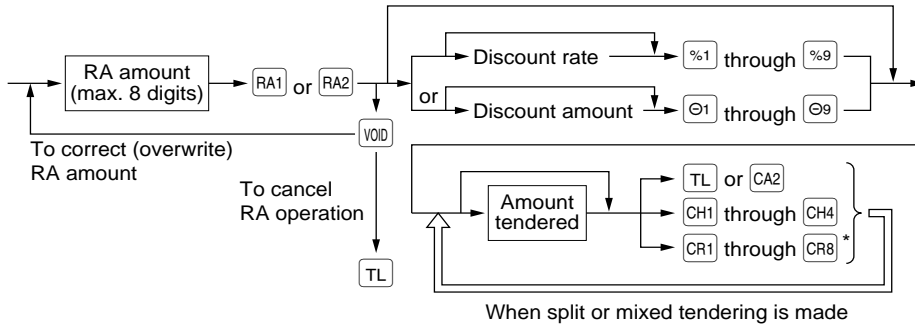 RA amount
(max. 8 digits)
RA1 or RA2
Discount rate
%1 through %9
or
Discount amount
⊖1 through ⊖9
VOID
To correct (overwrite)
RA amount
To cancel
RA operation
TL
Amount
tendered
TL or CA2
CH1 through CH4
CR1 through CR8 *
When split or mixed tendering is made